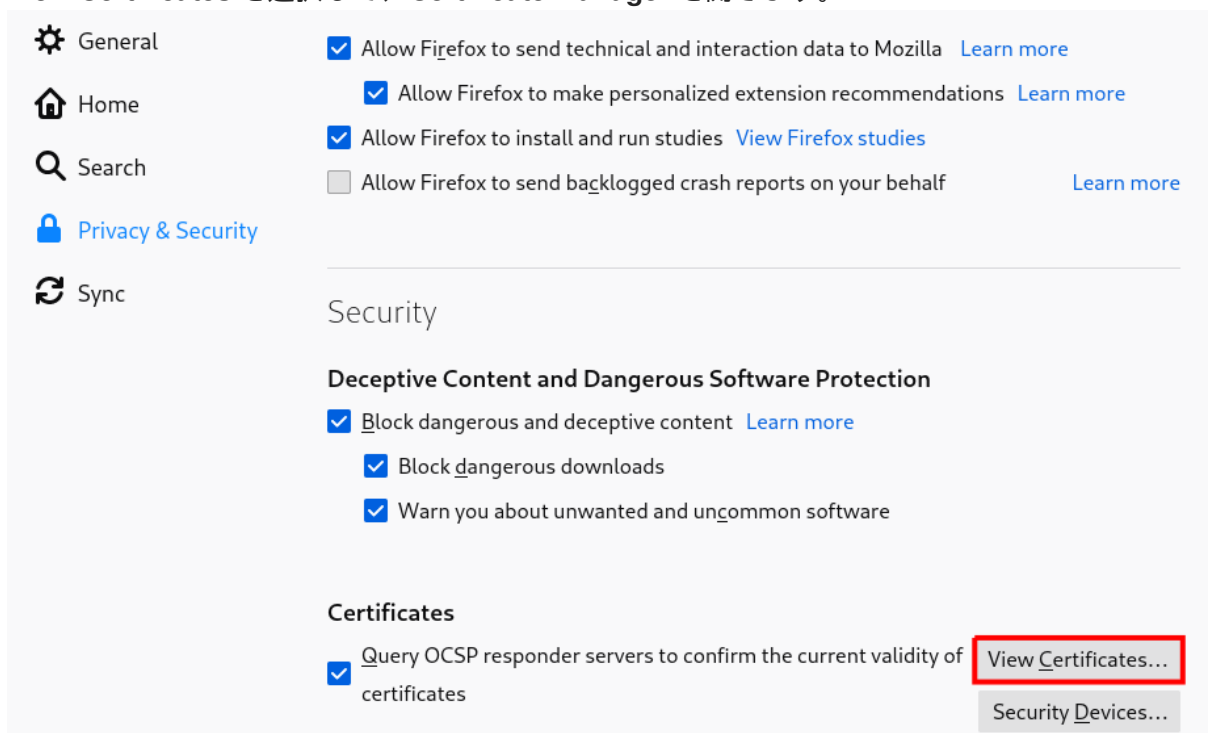 General
Home
Search
Privacy & Security
Sync
Allow Firefox to send technical and interaction data to Mozilla Learn more
Allow Firefox to make personalized extension recommendations Learn more
Allow Firefox to install and run studies View Firefox studies
Allow Firefox to send backlogged crash reports on your behalf Learn more
Security
Deceptive Content and Dangerous Software Protection
Block dangerous and deceptive content Learn more
Block dangerous downloads
Warn you about unwanted and uncommon software
Certificates
Query OCSP responder servers to confirm the current validity of
certificates
View Certificates...
Security Devices...